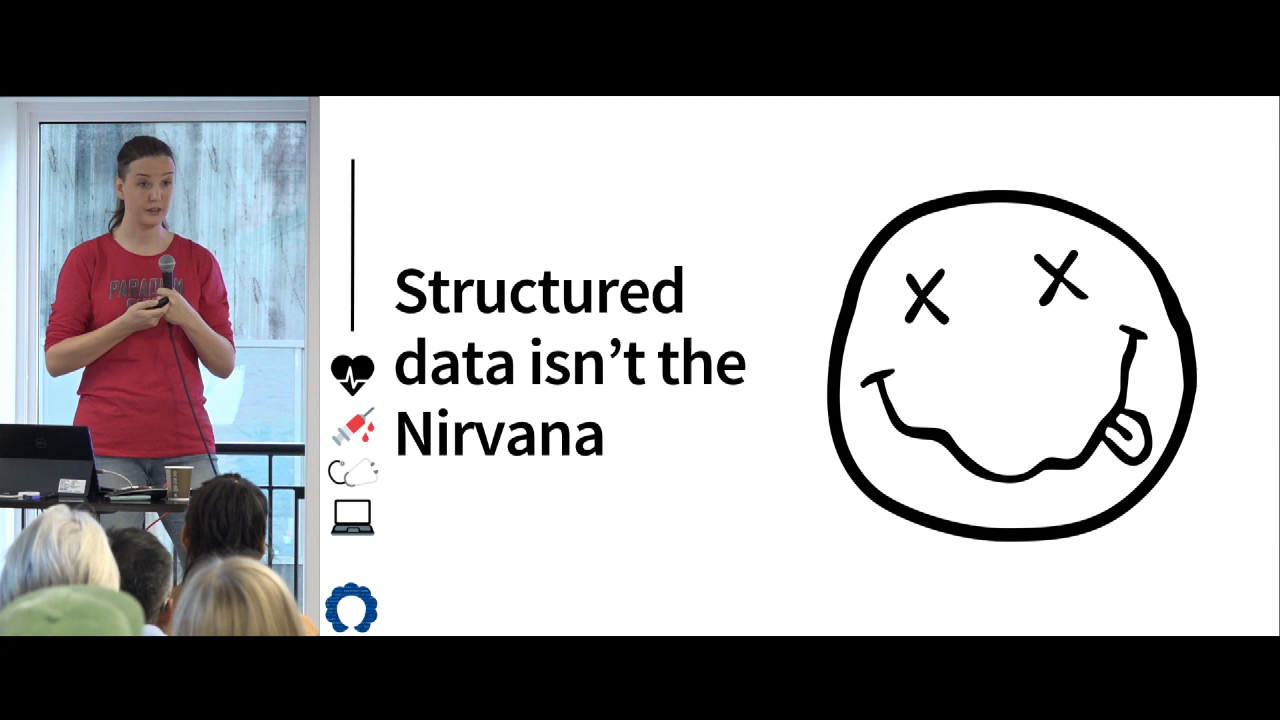 Structured
data isn’t the
Nirvana